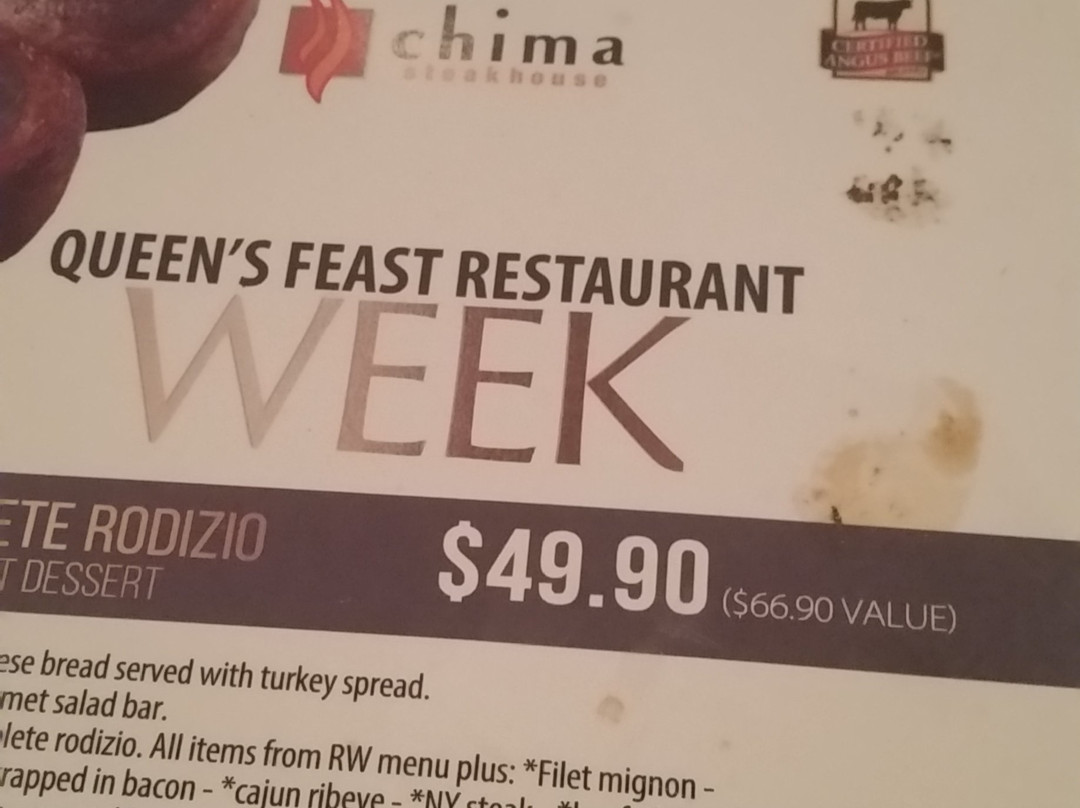 chima
steakhouse
CERTIFIED
ANGUS BEEF
QUEEN'S FEAST RESTAURANT
WEEK
ETE RODIZIO
T DESSERT
$49.90 ($66.90 VALUE)
ese bread served with turkey spread.
met salad bar.
lete rodizio. All items from RW menu plus: *Filet mignon -
rapped in bacon - *cajun ribeye - *NY steak